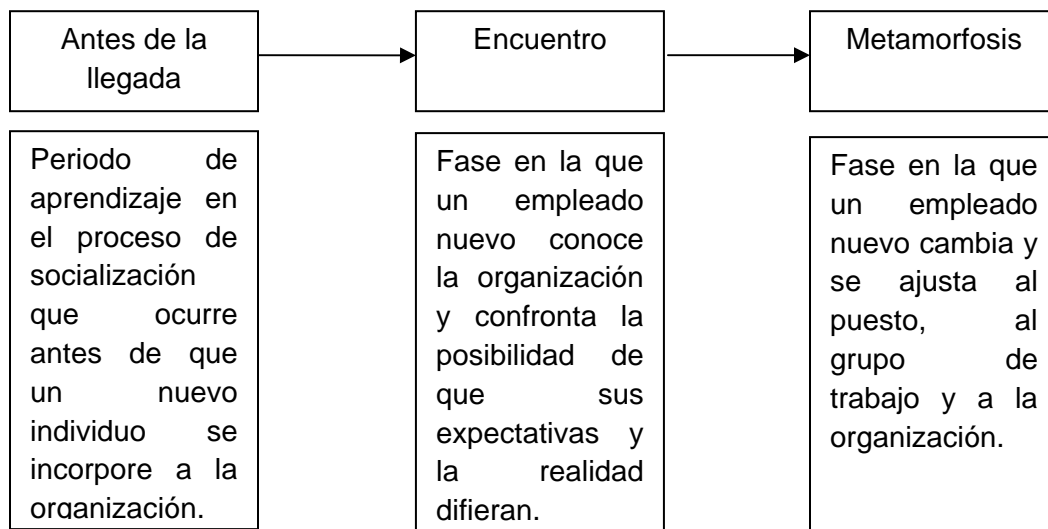 Antes de la
llegada
Encuentro
Metamorfosis
Periodo de
aprendizaje en
el proceso de
socialización
que ocurre
antes de que
un nuevo
individuo se
incorpore a la
organización.
Fase en la que
un empleado
nuevo conoce
la organización
y confronta la
posibilidad de
que sus
expectativas y
la realidad
difieran.
Fase en la que
un empleado
nuevo cambia y
se ajusta al
puesto, al
grupo de
trabajo y a la
organización.